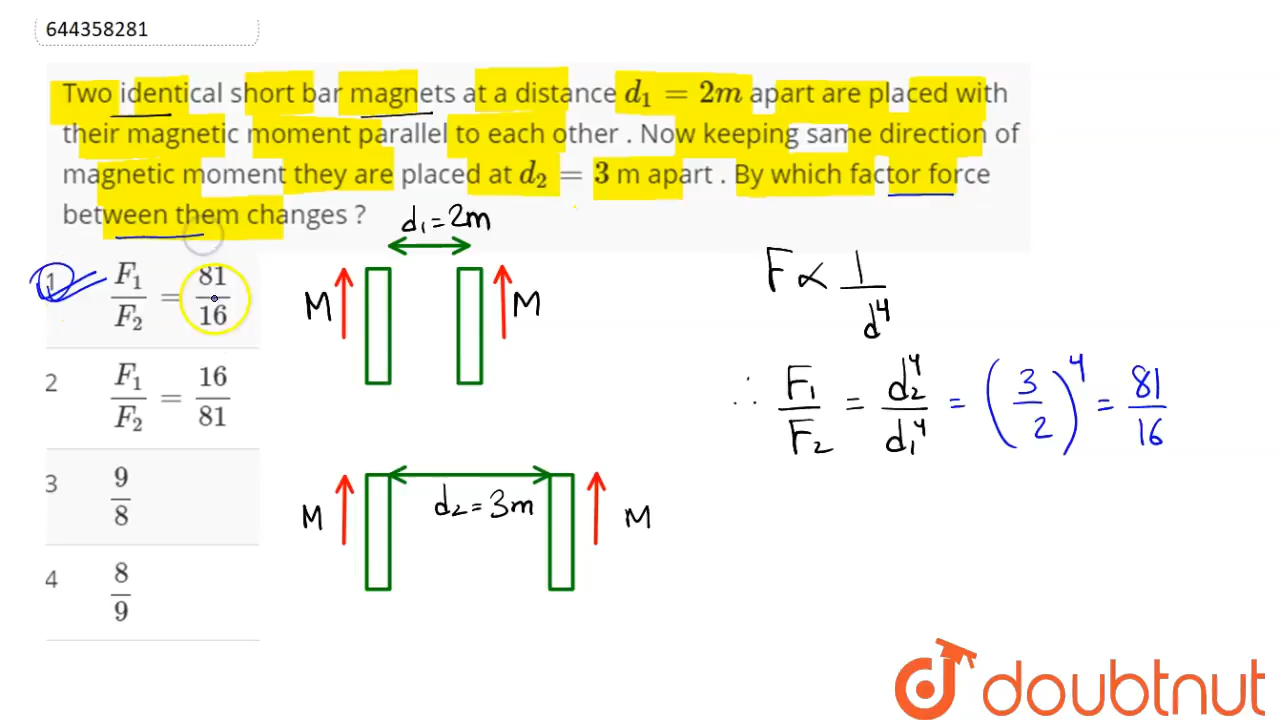 644358281
Two identical short bar magnets at a distance d₁ = 2m apart are placed with
their magnetic moment parallel to each other . Now keeping same direction of
magnetic moment they are placed at d₂ = 3 m apart . By which factor force
between them changes ?
1 F₁/F₂ = 81/16
2 F₁/F₂ = 16/81
3 9/8
4 8/9
d₁=2m
M M
d₂=3m
M M
F ∝ 1/d⁴
∴ F₁/F₂ = d₂⁴/d₁⁴ = (3/2)⁴ = 81/16
doubtnut